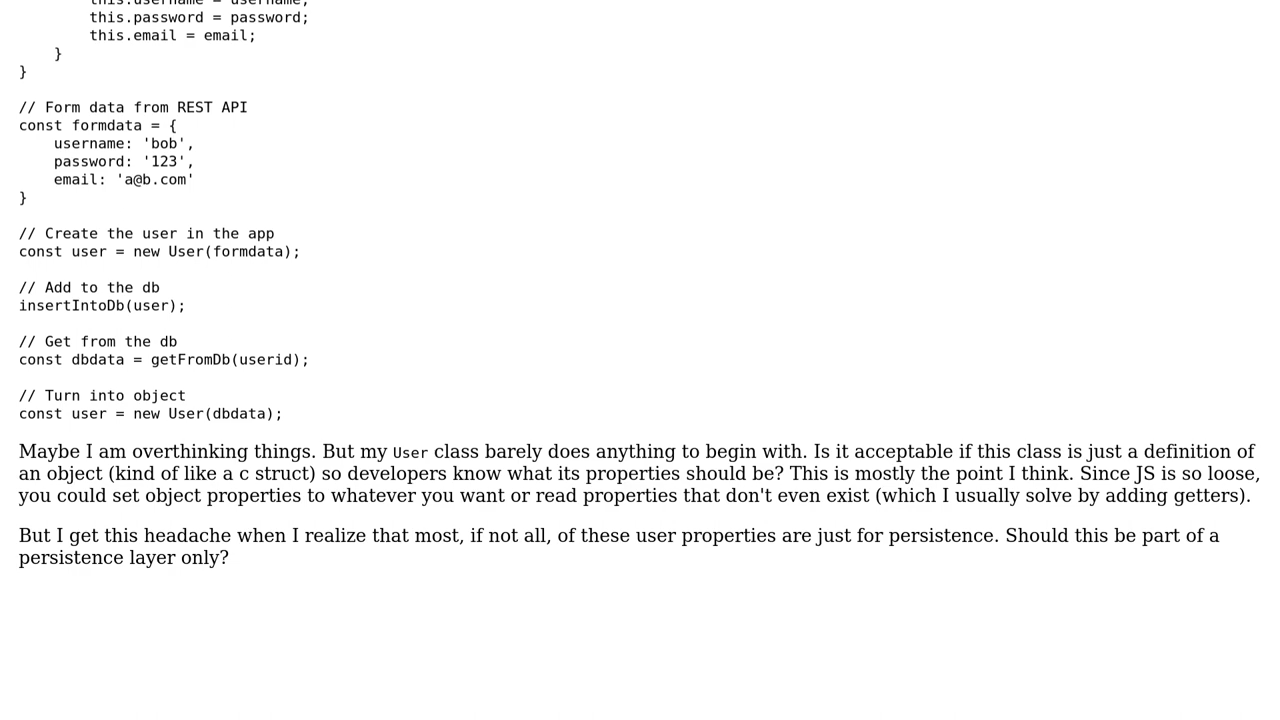 this.username = username;
this.password = password;
this.email = email;
}
}
// Form data from REST API
const formdata = {
username: 'bob',
password: '123',
email: 'a@b.com'
}
// Create the user in the app
const user = new User(formdata);
// Add to the db
insertIntoDb(user);
// Get from the db
const dbdata = getFromDb(userid);
// Turn into object
const user = new User(dbdata);
Maybe I am overthinking things. But my User class barely does anything to begin with. Is it acceptable if this class is just a definition of
an object (kind of like a c struct) so developers know what its properties should be? This is mostly the point I think. Since JS is so loose,
you could set object properties to whatever you want or read properties that don't even exist (which I usually solve by adding getters).
But I get this headache when I realize that most, if not all, of these user properties are just for persistence. Should this be part of a
persistence layer only?